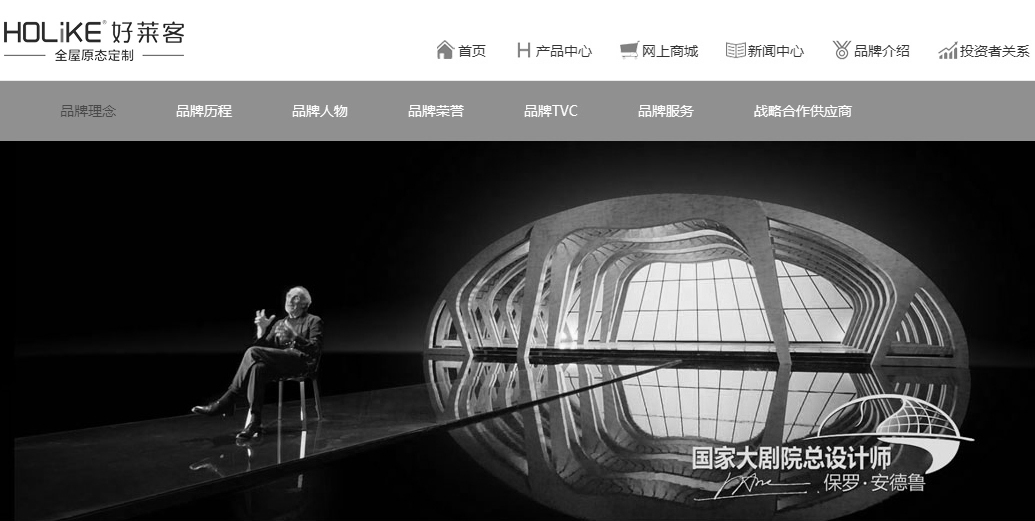 HOLiKE® 好莱客
全屋原态定制
首页 产品中心 网上商城 新闻中心 品牌介绍 投资者关系
品牌理念 品牌历程 品牌人物 品牌荣誉 品牌TVC 品牌服务 战略合作供应商
国家大剧院总设计师
保罗·安德鲁